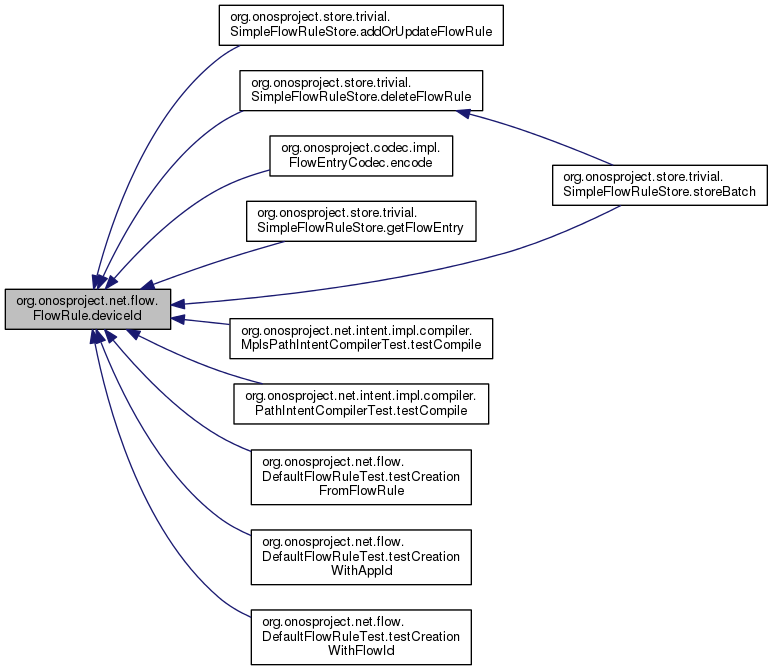 org.onosproject.store.trivial.
SimpleFlowRuleStore.addOrUpdateFlowRule
org.onosproject.store.trivial.
SimpleFlowRuleStore.deleteFlowRule
org.onosproject.codec.impl.
FlowEntryCodec.encode
org.onosproject.store.trivial.
SimpleFlowRuleStore.storeBatch
org.onosproject.store.trivial.
SimpleFlowRuleStore.getFlowEntry
org.onosproject.net.flow.
FlowRule.deviceId
org.onosproject.net.intent.impl.compiler.
MplsPathIntentCompilerTest.testCompile
org.onosproject.net.intent.impl.compiler.
PathIntentCompilerTest.testCompile
org.onosproject.net.flow.
DefaultFlowRuleTest.testCreation
FromFlowRule
org.onosproject.net.flow.
DefaultFlowRuleTest.testCreation
WithAppId
org.onosproject.net.flow.
DefaultFlowRuleTest.testCreation
WithFlowId